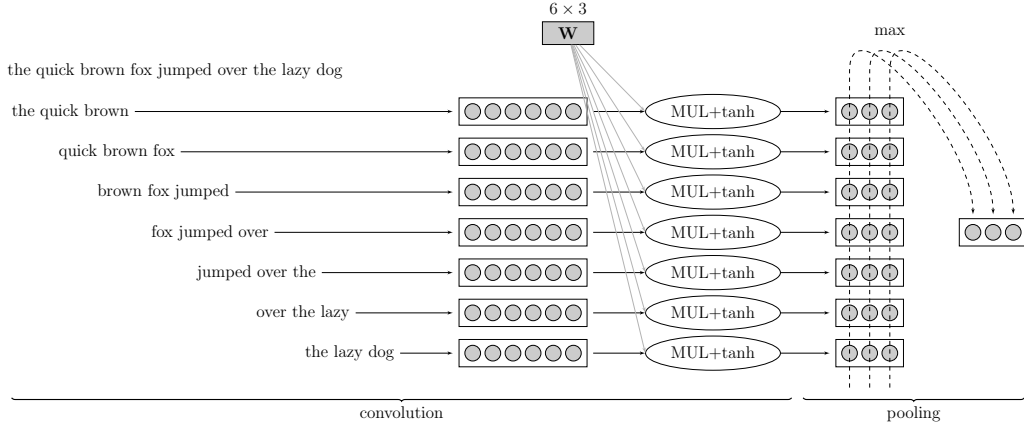 6 × 3
W
max
the quick brown fox jumped over the lazy dog
the quick brown
MUL+tanh
quick brown fox
MUL+tanh
brown fox jumped
MUL+tanh
fox jumped over
MUL+tanh
jumped over the
MUL+tanh
over the lazy
MUL+tanh
the lazy dog
MUL+tanh
convolution
pooling